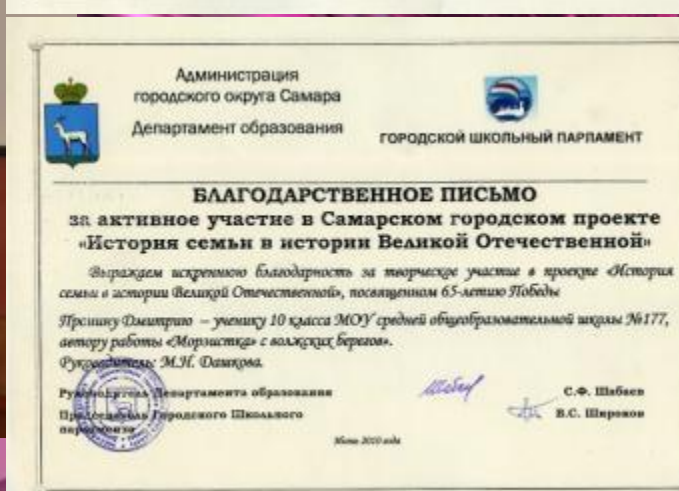 Администрация
городского округа Самара
Департамент образования
ГОРОДСКОЙ ШКОЛЬНЫЙ ПАРЛАМЕНТ
БЛАГОДАРСТВЕННОЕ ПИСЬМО
за активное участие в Самарском городском проекте
«История семьи в истории Великой Отечественной»
Выражаем искреннюю благодарность за творческое участие в проекте «История
семьи в истории Великой Отечественной», посвященном 65-летию Победы
Дмитрию – ученику 10 класса МОУ средней общеобразовательной школы №177,
автору работы «Морзистка» с волжских берегов».
Руководитель: М.Н. Дашкова.
Руководитель Департамента образования
С.Ф. Шабаев
Председатель Городского Школьного
парламента
В.С. Широков
2010 года